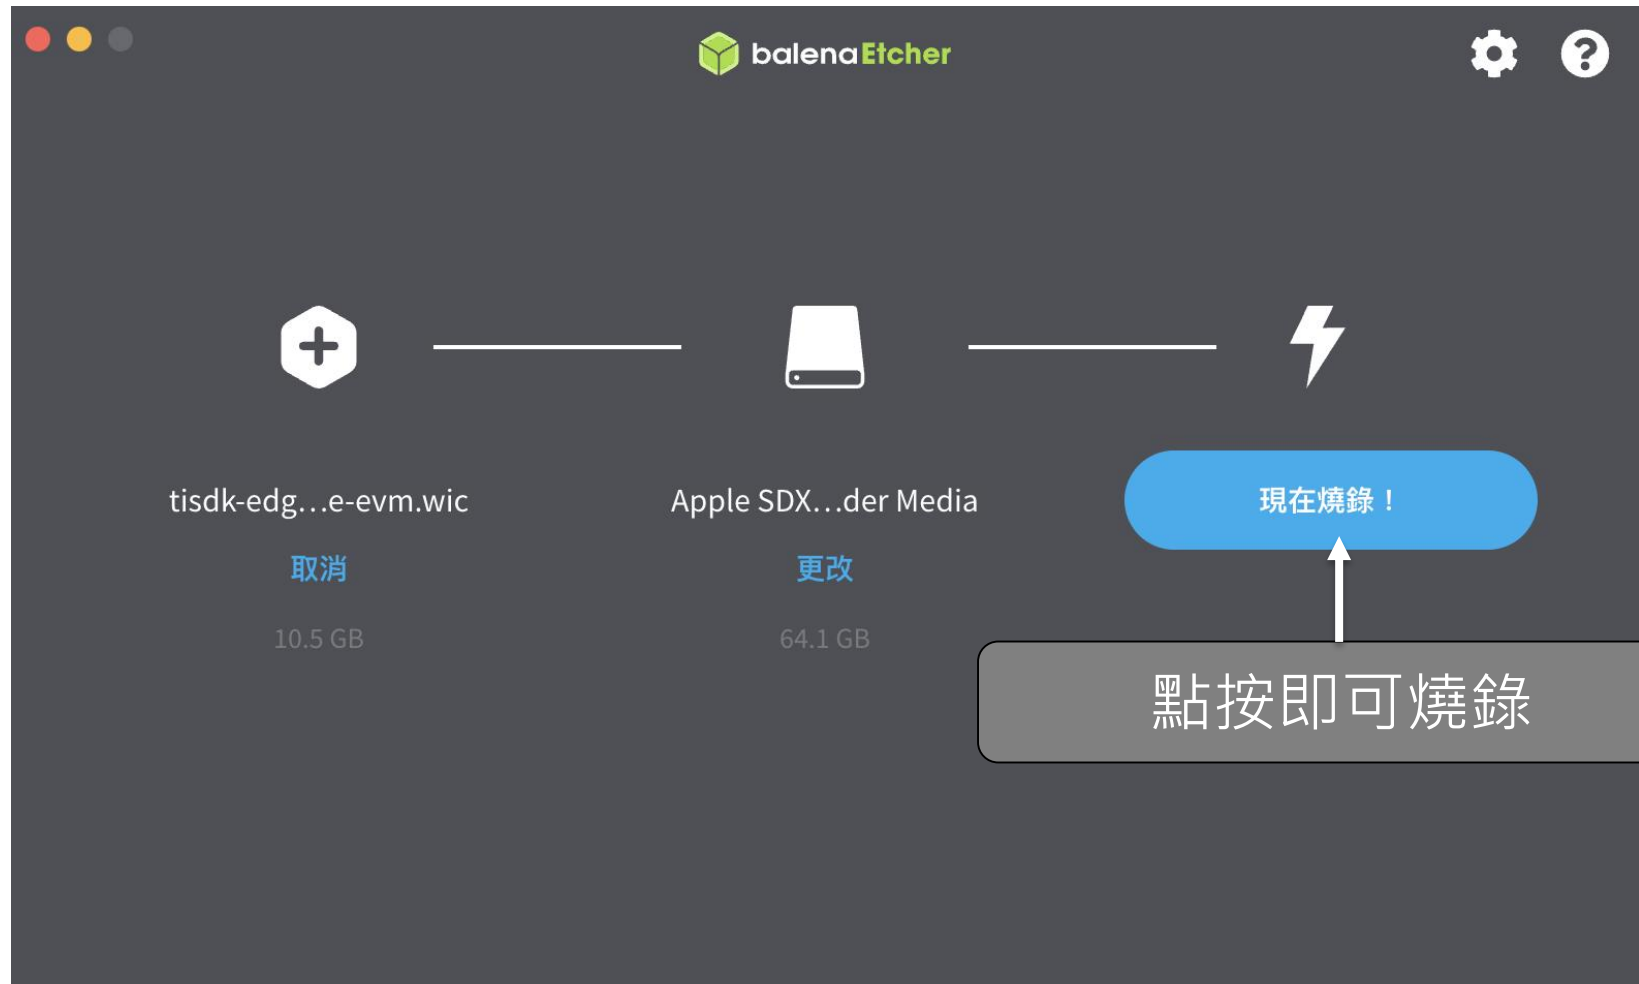 balenaEtcher
tisdk-edg...e-evm.wic
Apple SDX...der Media
現在燒錄！
取消
更改
10.5 GB
64.1 GB
點按即可燒錄